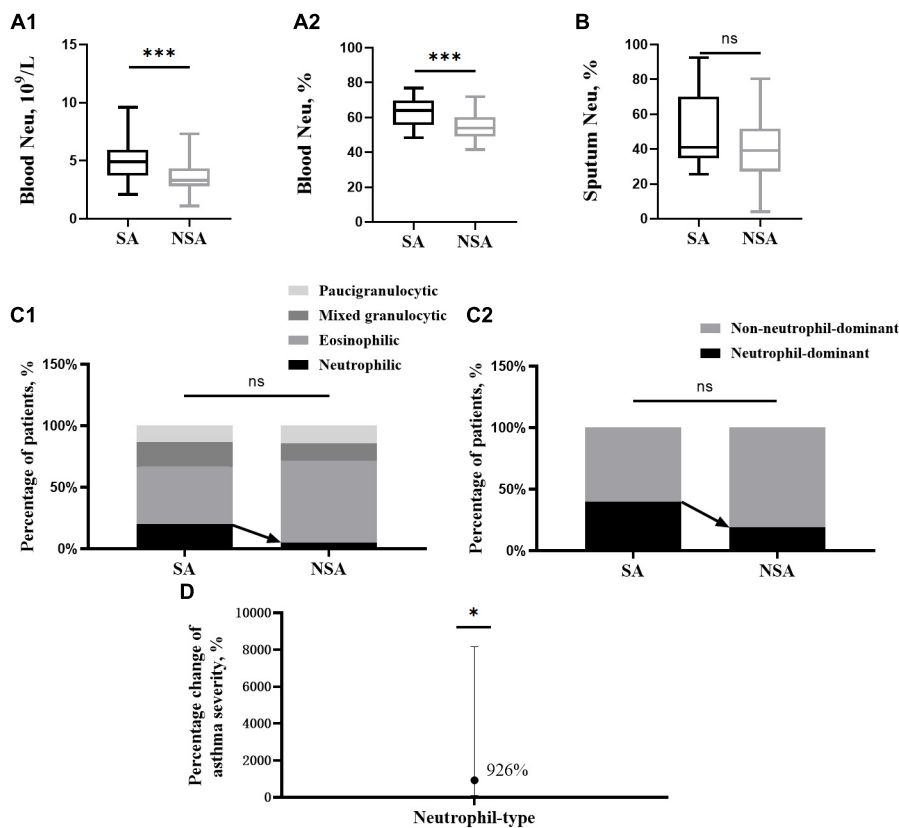 A1
Blood Neu, 10⁹/L
15
10
5
0
***
SA
NSA
A2
Blood Neu, %
100
80
60
40
20
0
***
SA
NSA
B
Sputum Neu, %
100
80
60
40
20
0
ns
SA
NSA
C1
Paucigranulocytic
Mixed granulocytic
Eosinophilic
Neutrophilic
Percentage of patients, %
150%
100%
50%
0%
ns
SA
NSA
C2
Non-neutrophil-dominant
Neutrophil-dominant
Percentage of patients, %
150%
100%
50%
0%
ns
SA
NSA
D
Percentage change of
asthma severity, %
10000
8000
6000
4000
2000
0
*
926%
Neutrophil-type